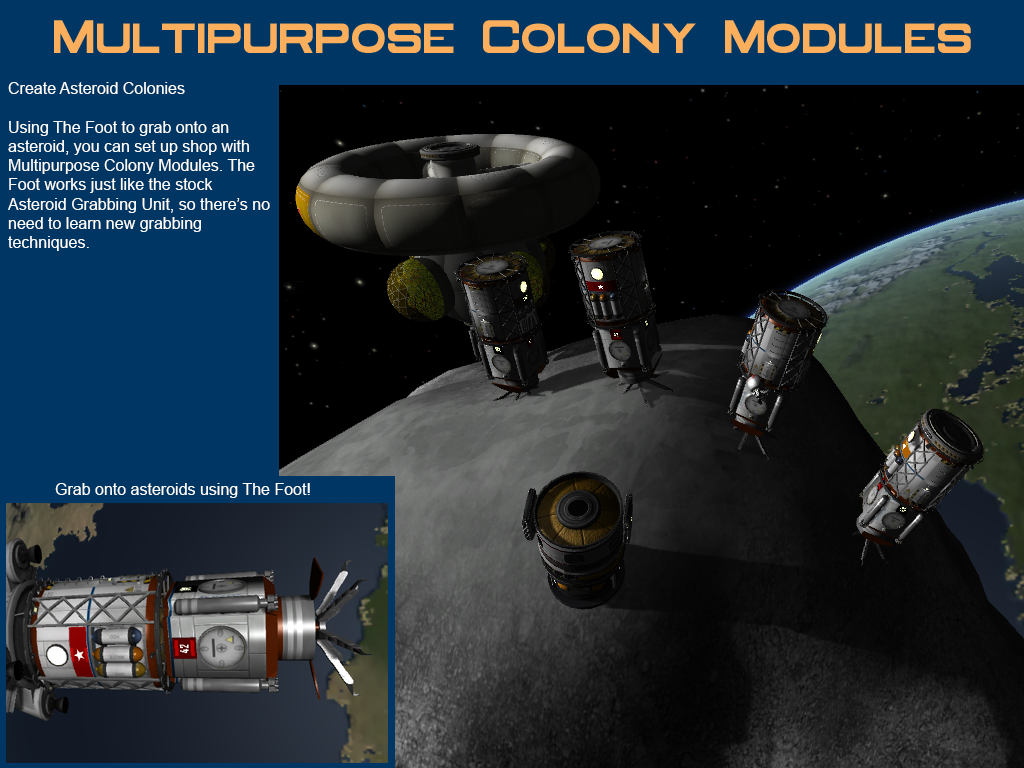 Multipurpose Colony Modules
Create Asteroid Colonies
Using The Foot to grab onto an
asteroid, you can set up shop with
Multipurpose Colony Modules. The
Foot works just like the stock
Asteroid Grabbing Unit, so there's no
need to learn new grabbing
techniques.
Grab onto asteroids using The Foot!
42